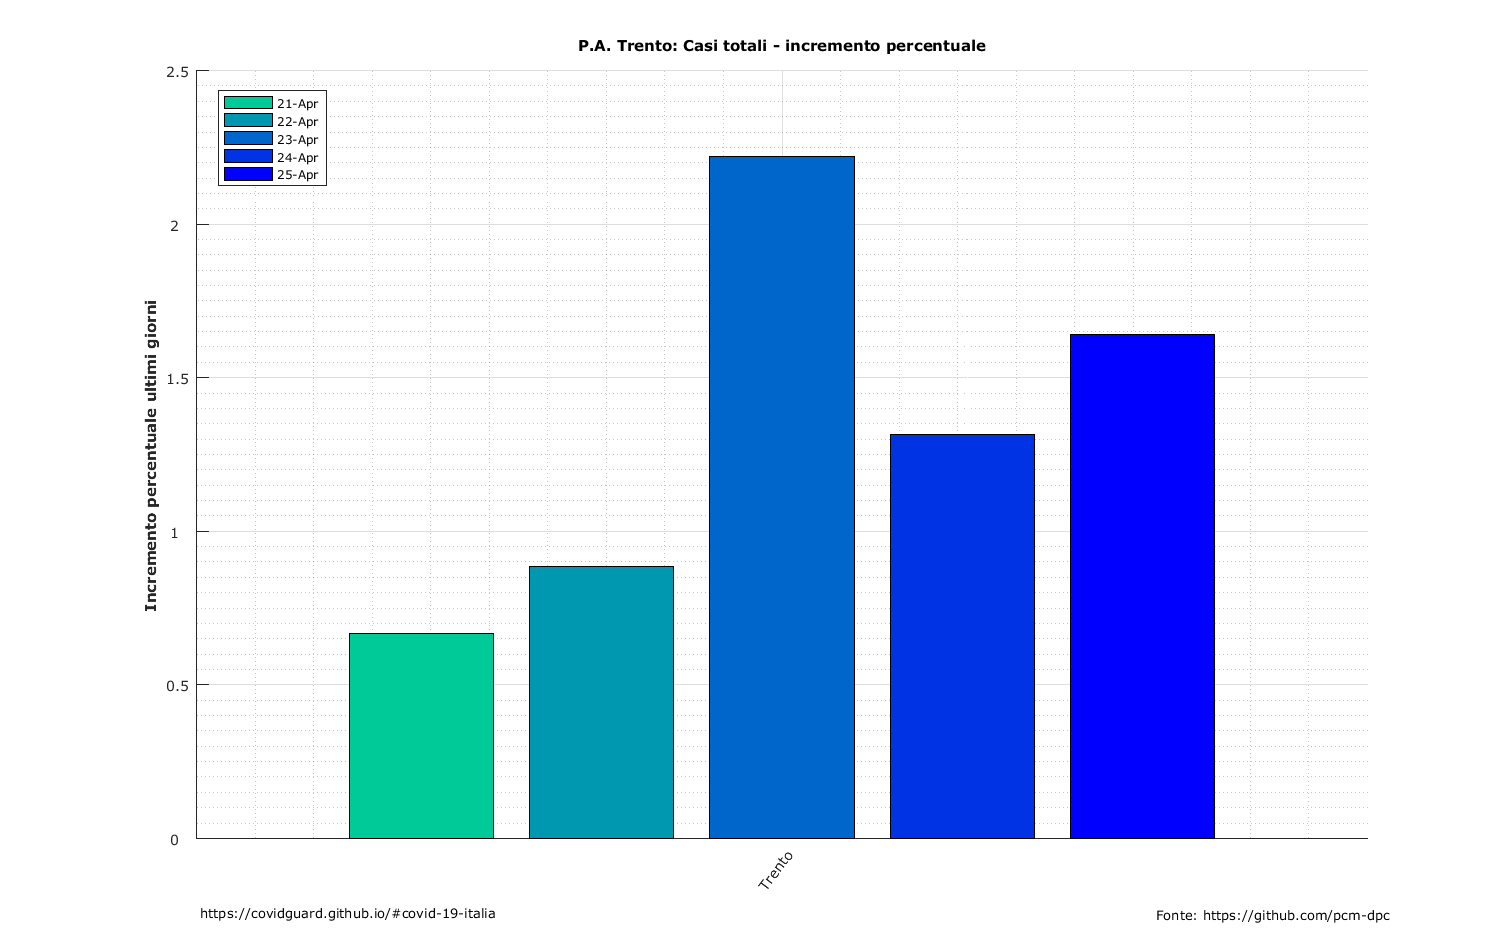 P.A. Trento: Casi totali - incremento percentuale
Incremento percentuale ultimi giorni
2.5
2
1.5
1
0.5
0
21-Apr
22-Apr
23-Apr
24-Apr
25-Apr
Trento
https://covidguard.github.io/#covid-19-italia
Fonte: https://github.com/pcm-dpc